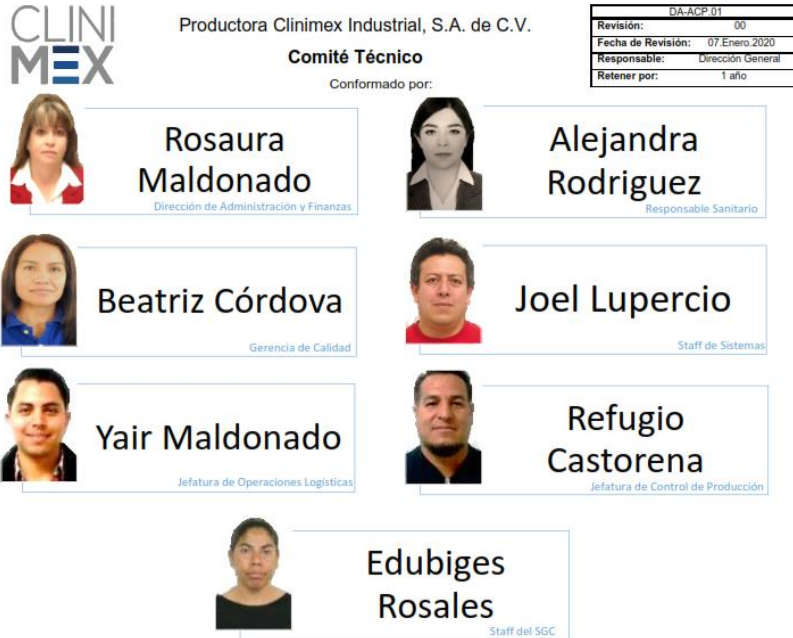 CLINI
MEX
Productora Clinimex Industrial, S.A. de C.V.
Comité Técnico
Conformado por:
DA-ACP.01
Revisión: 00
Fecha de Revisión: 07.Enero.2020
Responsable: Dirección General
Retener por: 1 año
Rosaura
Maldonado
Dirección de Administración y Finanzas
Alejandra
Rodriguez
Responsable Sanitario
Beatriz Córdova
Gerencia de Calidad
Joel Lupercio
Staff de Sistemas
Yair Maldonado
Jefatura de Operaciones Logísticas
Refugio
Castorena
Jefatura de Control de Producción
Edubiges
Rosales
Staff del SGC